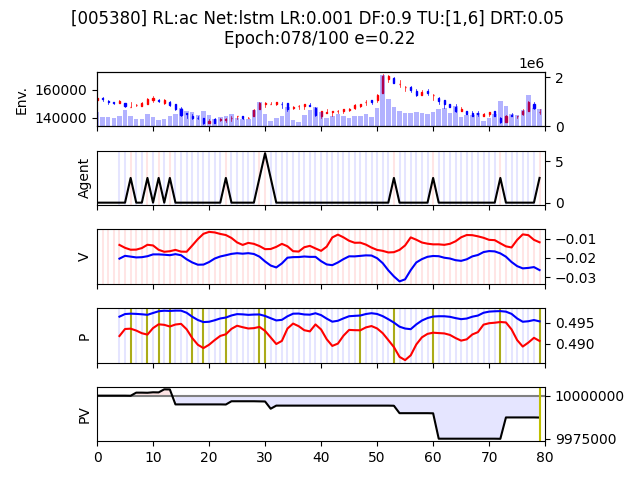 [005380] RL:ac Net:lstm LR:0.001 DF:0.9 TU:[1,6] DRT:0.05
Epoch:078/100 e=0.22
1e6
Env.
160000
140000
2
0
Agent
5
0
V
−0.01
−0.02
−0.03
P
0.495
0.490
PV
10000000
9975000
0 10 20 30 40 50 60 70 80